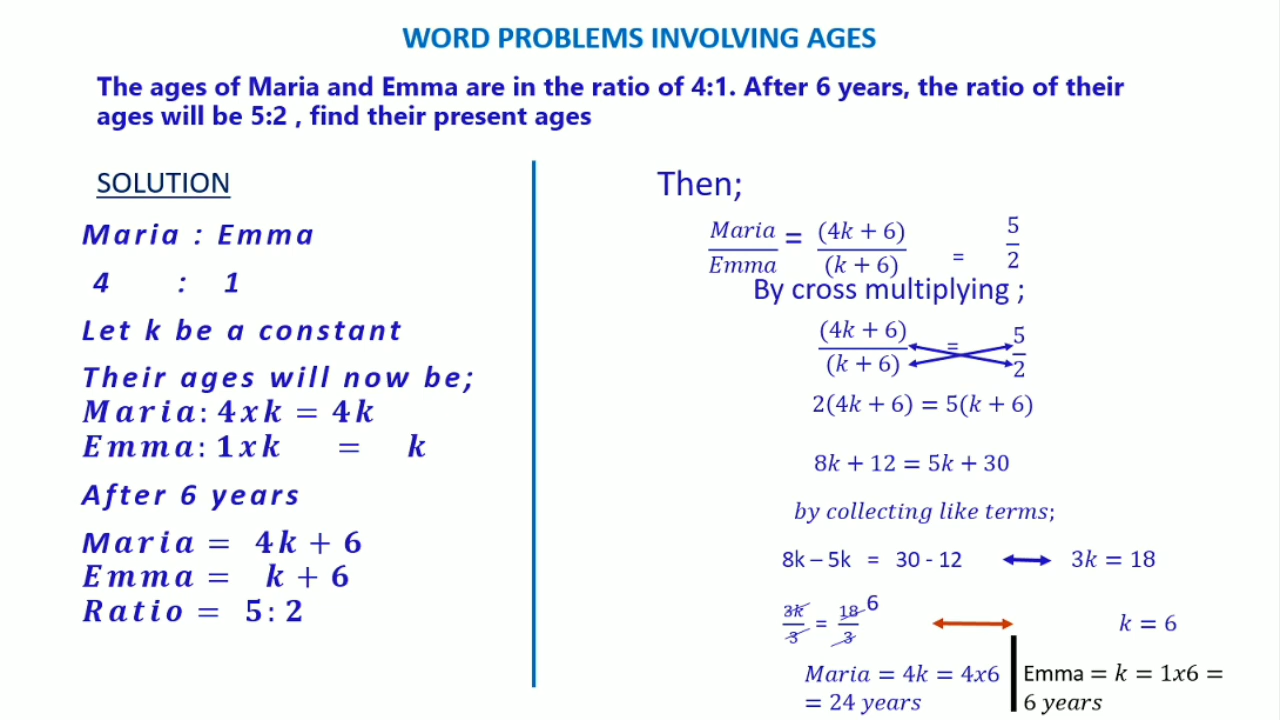 WORD PROBLEMS INVOLVING AGES
The ages of Maria and Emma are in the ratio of 4:1. After 6 years, the ratio of their
ages will be 5:2 , find their present ages
SOLUTION
Maria : Emma
4 : 1
Let k be a constant
Their ages will now be;
Maria: 4xk = 4k
Emma: 1xk = k
After 6 years
Maria = 4k + 6
Emma = k + 6
Ratio = 5: 2
Then;
Maria/Emma = (4k + 6)/(k + 6) = 5/2
By cross multiplying ;
(4k + 6)/(k + 6) = 5/2
2(4k + 6) = 5(k + 6)
8k + 12 = 5k + 30
by collecting like terms;
8k – 5k = 30 - 12 ↔ 3k = 18
3k/3 = 18/3 6 ↔ k = 6
Maria = 4k = 4x6
= 24 years
Emma = k = 1x6 =
6 years